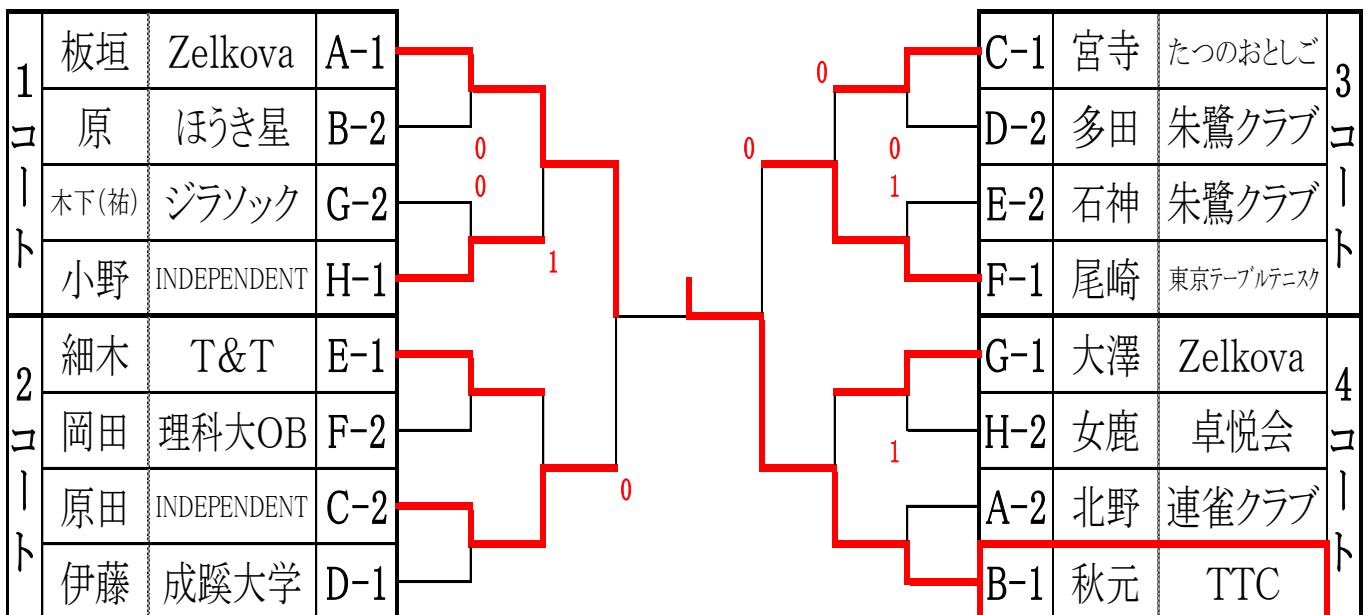 1コート
板垣 Zelkova A-1
原 ほうき星 B-2
木下(祐) ジラソック G-2
小野 INDEPENDENT H-1
2コート
細木 T&T E-1
岡田 理科大OB F-2
原田 INDEPENDENT C-2
伊藤 成蹊大学 D-1
0
0
1
0
0
0
0
1
1
3コート
C-1 宮寺 たつのおとしご
D-2 多田 朱鷺クラブ
E-2 石神 朱鷺クラブ
F-1 尾崎 東京テーブルテニスク
4コート
G-1 大澤 Zelkova
H-2 女鹿 卓悦会
A-2 北野 連雀クラブ
B-1 秋元 TTC